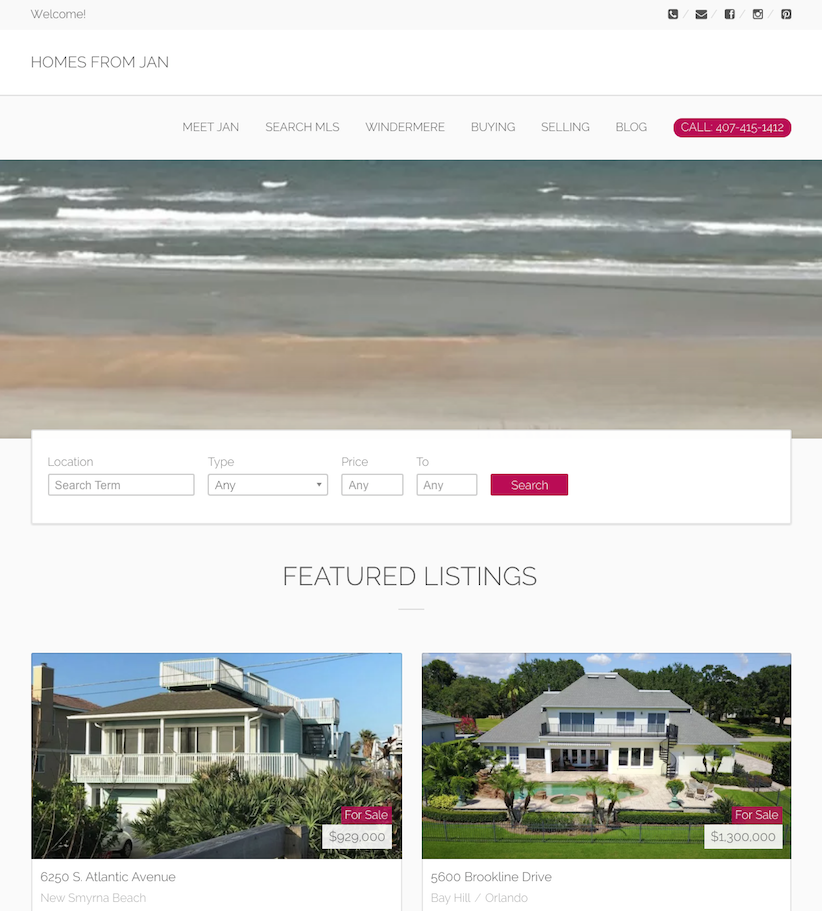 Welcome!
HOMES FROM JAN
MEET JAN SEARCH MLS WINDERMERE BUYING SELLING BLOG CALL: 407-415-1412
Location Type Price To
Search Term Any Any Any Search
FEATURED LISTINGS
For Sale
$929,000
For Sale
$1,300,000
6250 S. Atlantic Avenue
New Smyrna Beach
5600 Brookline Drive
Bay Hill / Orlando